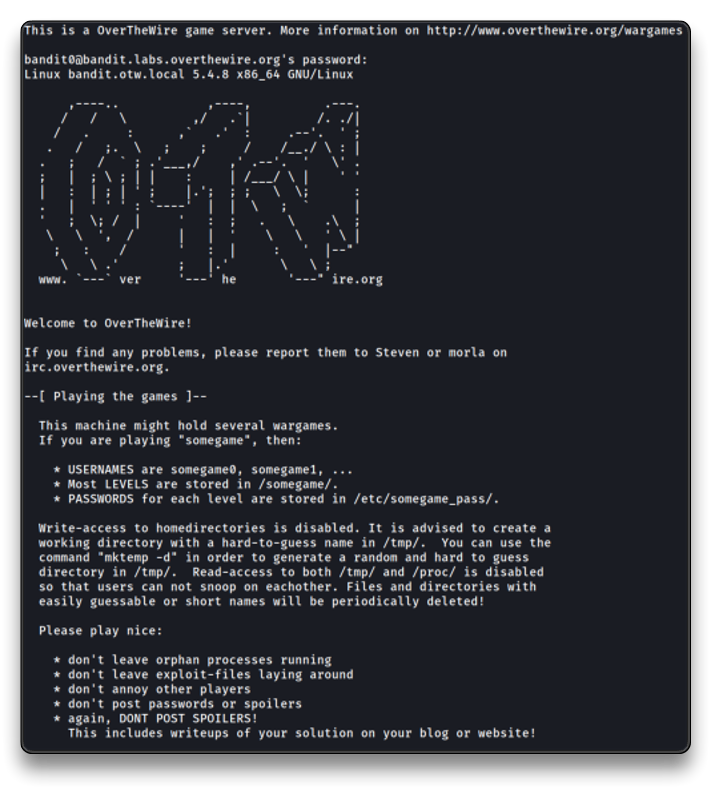 This is a OverTheWire game server. More information on http://www.overthewire.org/wargames
bandit0@bandit.labs.overthewire.org's password:
Linux bandit.otw.local 5.4.8 x86_64 GNU/Linux
www. ver he ire.org
Welcome to OverTheWire!
If you find any problems, please report them to Steven or morla on
irc.overthewire.org.
--[ Playing the games ]--
This machine might hold several wargames.
If you are playing "somegame", then:
* USERNAMES are somegame0, somegame1, ...
* Most LEVELS are stored in /somegame/.
* PASSWORDS for each level are stored in /etc/somegame_pass/.
Write-access to homedirectories is disabled. It is advised to create a
working directory with a hard-to-guess name in /tmp/.  You can use the
command "mktemp -d" in order to generate a random and hard to guess
directory in /tmp/.  Read-access to both /tmp/ and /proc/ is disabled
so that users can not snoop on eachother. Files and directories with
easily guessable or short names will be periodically deleted!
Please play nice:
* don't leave orphan processes running
* don't leave exploit-files laying around
* don't annoy other players
* don't post passwords or spoilers
* again, DONT POST SPOILERS!
This includes writeups of your solution on your blog or website!